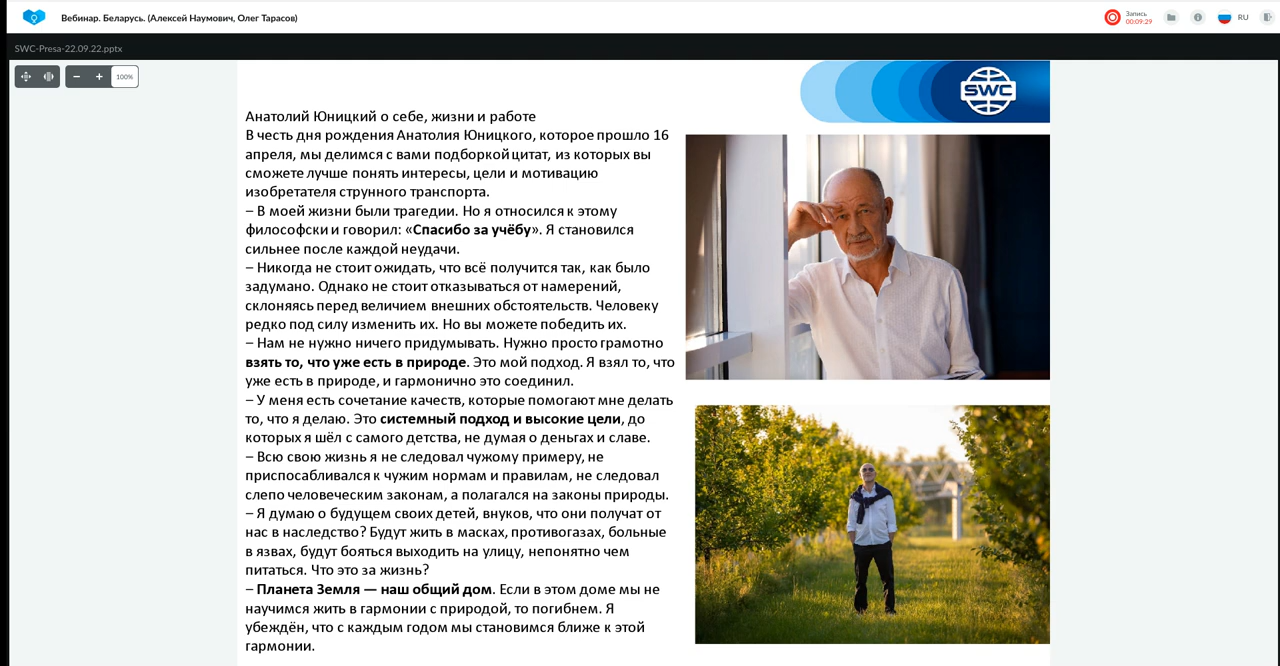 Вебинар. Беларусь. (Алексей Наумович, Олег Тарасов)
Запись
00:09:29
RU
SWC-Presa-22.09.22.pptx
100%
SWC
Анатолий Юницкий о себе, жизни и работе
В честь дня рождения Анатолия Юницкого, которое прошло 16
апреля, мы делимся с вами подборкой цитат, из которых вы
сможете лучше понять интересы, цели и мотивацию
изобретателя струнного транспорта.
– В моей жизни были трагедии. Но я относился к этому
философски и говорил: «Спасибо за учёбу». Я становился
сильнее после каждой неудачи.
– Никогда не стоит ожидать, что всё получится так, как было
задумано. Однако не стоит отказываться от намерений,
склоняясь перед величием внешних обстоятельств. Человеку
редко под силу изменить их. Но вы можете победить их.
– Нам не нужно ничего придумывать. Нужно просто грамотно
взять то, что уже есть в природе. Это мой подход. Я взял то, что
уже есть в природе, и гармонично это соединил.
– У меня есть сочетание качеств, которые помогают мне делать
то, что я делаю. Это системный подход и высокие цели, до
которых я шёл с самого детства, не думая о деньгах и славе.
– Всю свою жизнь я не следовал чужому примеру, не
приспосабливался к чужим нормам и правилам, не следовал
слепо человеческим законам, а полагался на законы природы.
– Я думаю о будущем своих детей, внуков, что они получат от
нас в наследство? Будут жить в масках, противогазах, больные
в язвах, будут бояться выходить на улицу, непонятно чем
питаться. Что это за жизнь?
– Планета Земля — наш общий дом. Если в этом доме мы не
научимся жить в гармонии с природой, то погибнем. Я
убеждён, что с каждым годом мы становимся ближе к этой
гармонии.